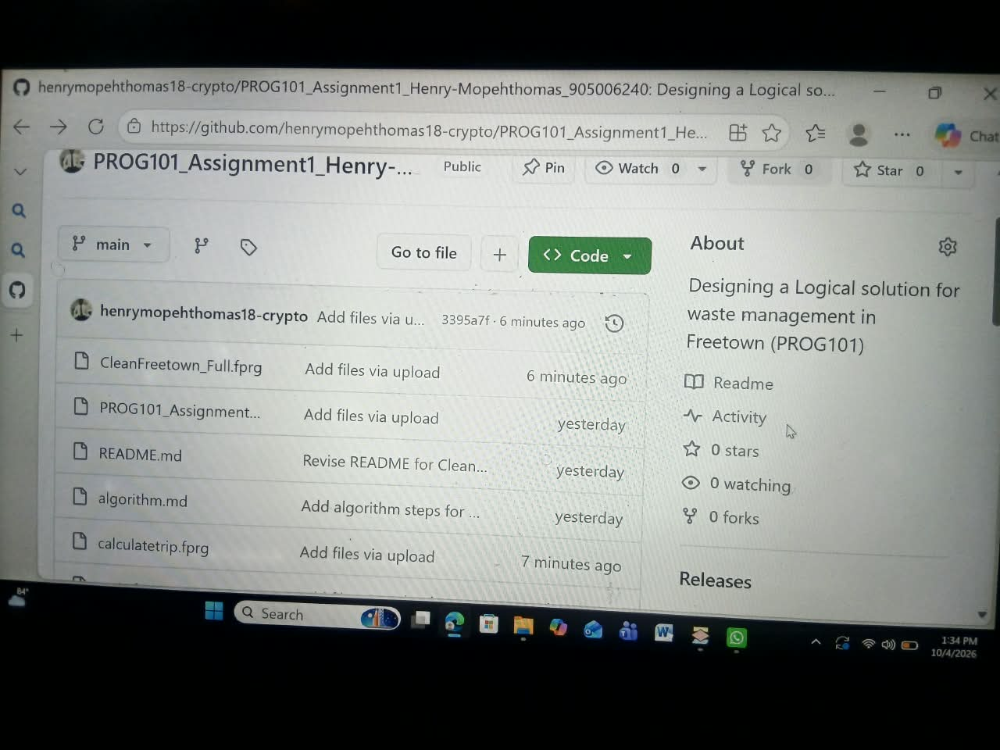 henrymopehthomas18-crypto/PROG101_Assignment1_Henry-Mopehthomas_905006240: Designing a Logical so...
https://github.com/henrymopehthomas18-crypto/PROG101_Assignment1_He...
Chat
PROG101_Assignment1_Henry-...
Public
Pin
Watch 0
Fork 0
Star 0
main
Go to file
Code
henrymopehthomas18-crypto Add files via u... 3395a7f · 6 minutes ago
CleanFreetown_Full.fprg Add files via upload 6 minutes ago
PROG101_Assignment... Add files via upload yesterday
README.md Revise README for Clean... yesterday
algorithm.md Add algorithm steps for ... yesterday
calculatetrip.fprg Add files via upload 7 minutes ago
About
Designing a Logical solution for
waste management in
Freetown (PROG101)
Readme
Activity
0 stars
0 watching
0 forks
Releases
84°
Search
1:34 PM
10/4/2026